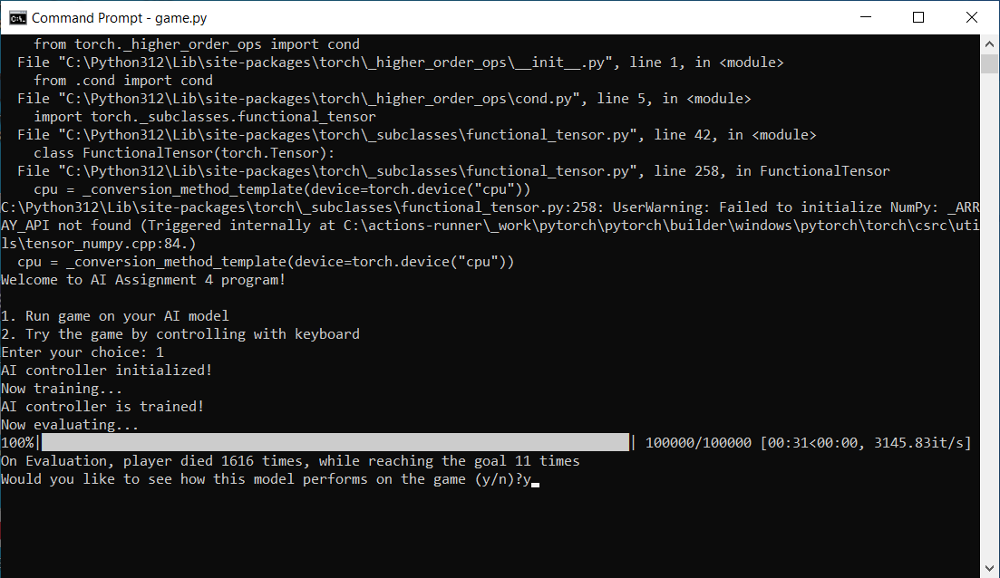 Command Prompt - game.py
from torch._higher_order_ops import cond
File "C:\Python312\Lib\site-packages\torch\_higher_order_ops\__init__.py", line 1, in <module>
from .cond import cond
File "C:\Python312\Lib\site-packages\torch\_higher_order_ops\cond.py", line 5, in <module>
import torch._subclasses.functional_tensor
File "C:\Python312\Lib\site-packages\torch\_subclasses\functional_tensor.py", line 42, in <module>
class FunctionalTensor(torch.Tensor):
File "C:\Python312\Lib\site-packages\torch\_subclasses\functional_tensor.py", line 258, in FunctionalTensor
cpu = _conversion_method_template(device=torch.device("cpu"))
C:\Python312\Lib\site-packages\torch\_subclasses\functional_tensor.py:258: UserWarning: Failed to initialize NumPy: _ARR
AY_API not found (Triggered internally at C:\actions-runner\_work\pytorch\pytorch\builder\windows\pytorch\torch\csrc\uti
ls\tensor_numpy.cpp:84.)
cpu = _conversion_method_template(device=torch.device("cpu"))
Welcome to AI Assignment 4 program!
1. Run game on your AI model
2. Try the game by controlling with keyboard
Enter your choice: 1
AI controller initialized!
Now training...
AI controller is trained!
Now evaluating...
100%| | 100000/100000 [00:31<00:00, 3145.83it/s]
On Evaluation, player died 1616 times, while reaching the goal 11 times
Would you like to see how this model performs on the game (y/n)?y